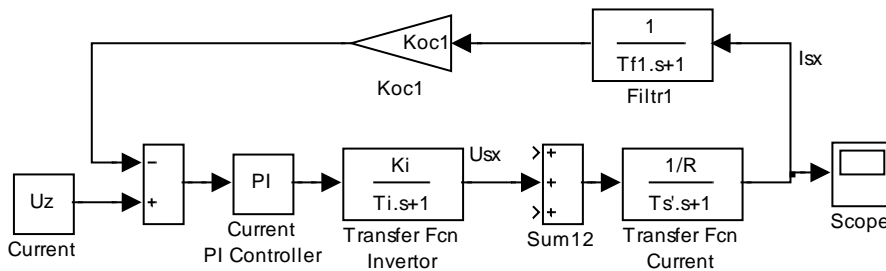 1
Tf1.s+1
Filtr1
Koc1
Koc1
Isx
Uz
Current
−
+
PI
Current
PI Controller
Ki
Ti.s+1
Transfer Fcn
Invertor
Usx
+
+
+
Sum12
1/R
Ts'.s+1
Transfer Fcn
Current
Scope